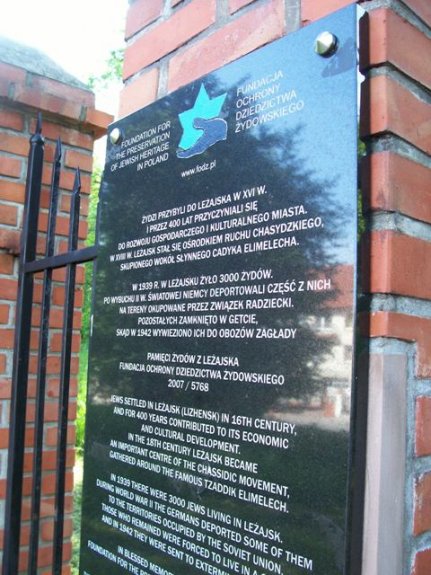 FOUNDATION FOR
THE PRESERVATION
OF JEWISH HERITAGE
IN POLAND
FUNDACJA
OCHRONY
DZIEDZICTWA
ŻYDOWSKIEGO
www.fodz.pl
ŻYDZI PRZYBYLI DO LEŻAJSKA W XVI W.
I PRZEZ 400 LAT PRZYCZYNIALI SIĘ
DO ROZWOJU GOSPODARCZEGO I KULTURALNEGO MIASTA.
W XVIII W. LEŻAJSK STAŁ SIĘ OŚRODKIEM RUCHU CHASYDZKIEGO,
SKUPIONEGO WOKÓŁ SŁYNNEGO CADYKA ELIMELECHA.
W 1939 R. W LEŻAJSKU ŻYŁO 3000 ŻYDÓW.
PO WYBUCHU II W. ŚWIATOWEJ NIEMCY DEPORTOWALI CZĘŚĆ Z NICH
NA TERENY OKUPOWANE PRZEZ ZWIĄZEK RADZIECKI.
POZOSTAŁYCH ZAMKNIĘTO W GETCIE,
SKĄD W 1942 WYWIEZIONO ICH DO OBOZÓW ZAGŁADY
PAMIĘCI ŻYDÓW Z LEŻAJSKA
FUNDACJA OCHRONY DZIEDZICTWA ŻYDOWSKIEGO
2007 / 5768
JEWS SETTLED IN LEŻAJSK (LIZHENSK) IN 16TH CENTURY,
AND FOR 400 YEARS CONTRIBUTED TO ITS ECONOMIC
AND CULTURAL DEVELOPMENT.
IN THE 18TH CENTURY LEŻAJSK BECAME
AN IMPORTANT CENTRE OF THE CHASSIDIC MOVEMENT,
GATHERED AROUND THE FAMOUS TZADDIK ELIMELECH.
IN 1939 THERE WERE 3000 JEWS LIVING IN LEŻAJSK.
DURING WORLD WAR II THE GERMANS DEPORTED SOME OF THEM
TO THE TERRITORIES OCCUPIED BY THE SOVIET UNION.
THOSE WHO REMAINED WERE FORCED TO LIVE IN A
AND IN 1942 THEY WERE SENT TO
IN BLESSED
FOUNDATION FOR THE